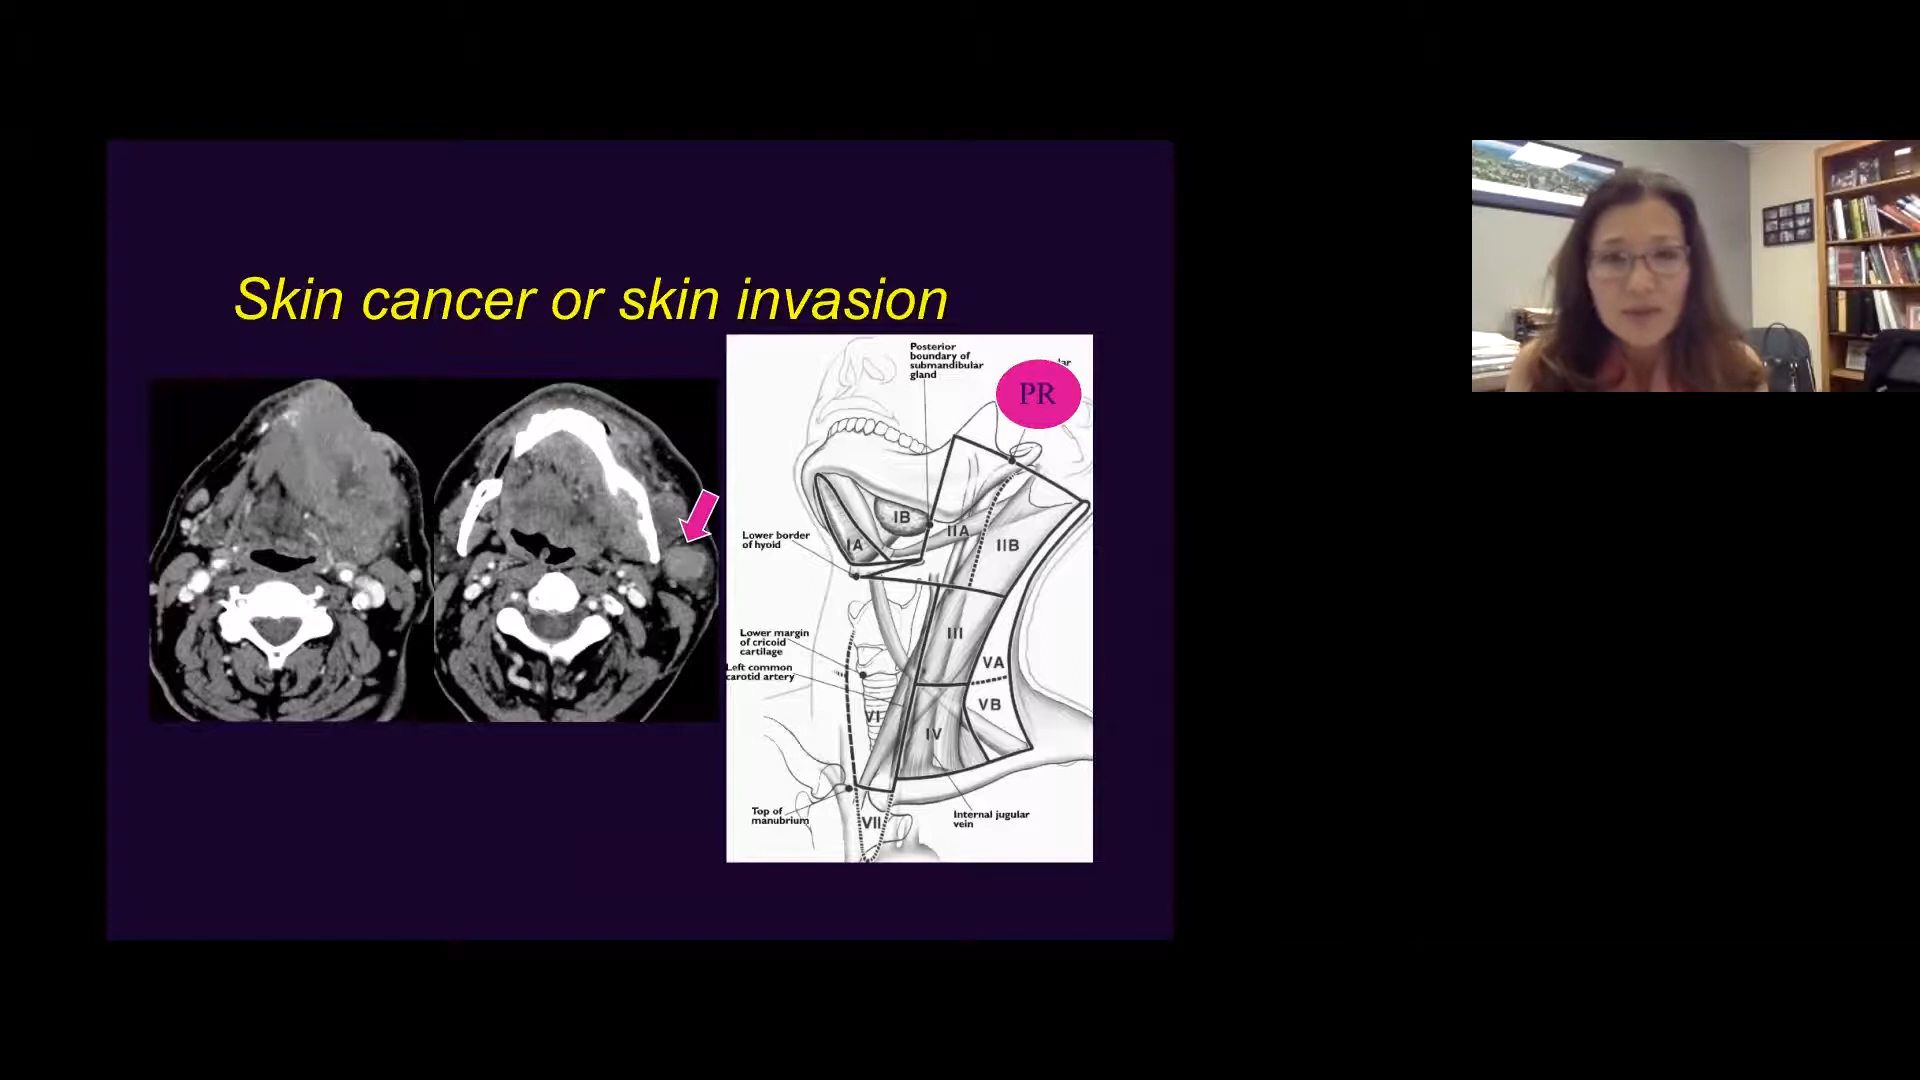 Skin cancer or skin invasion
Posterior
boundary of
submandibular
gland
PR
IB
IIA
IA
IIB
Lower border
of hyoid
III
Lower margin
of cricoid
cartilage
VA
Left common
carotid artery
VB
VI
IV
Top of
manubrium
Internal jugular
vein
VII